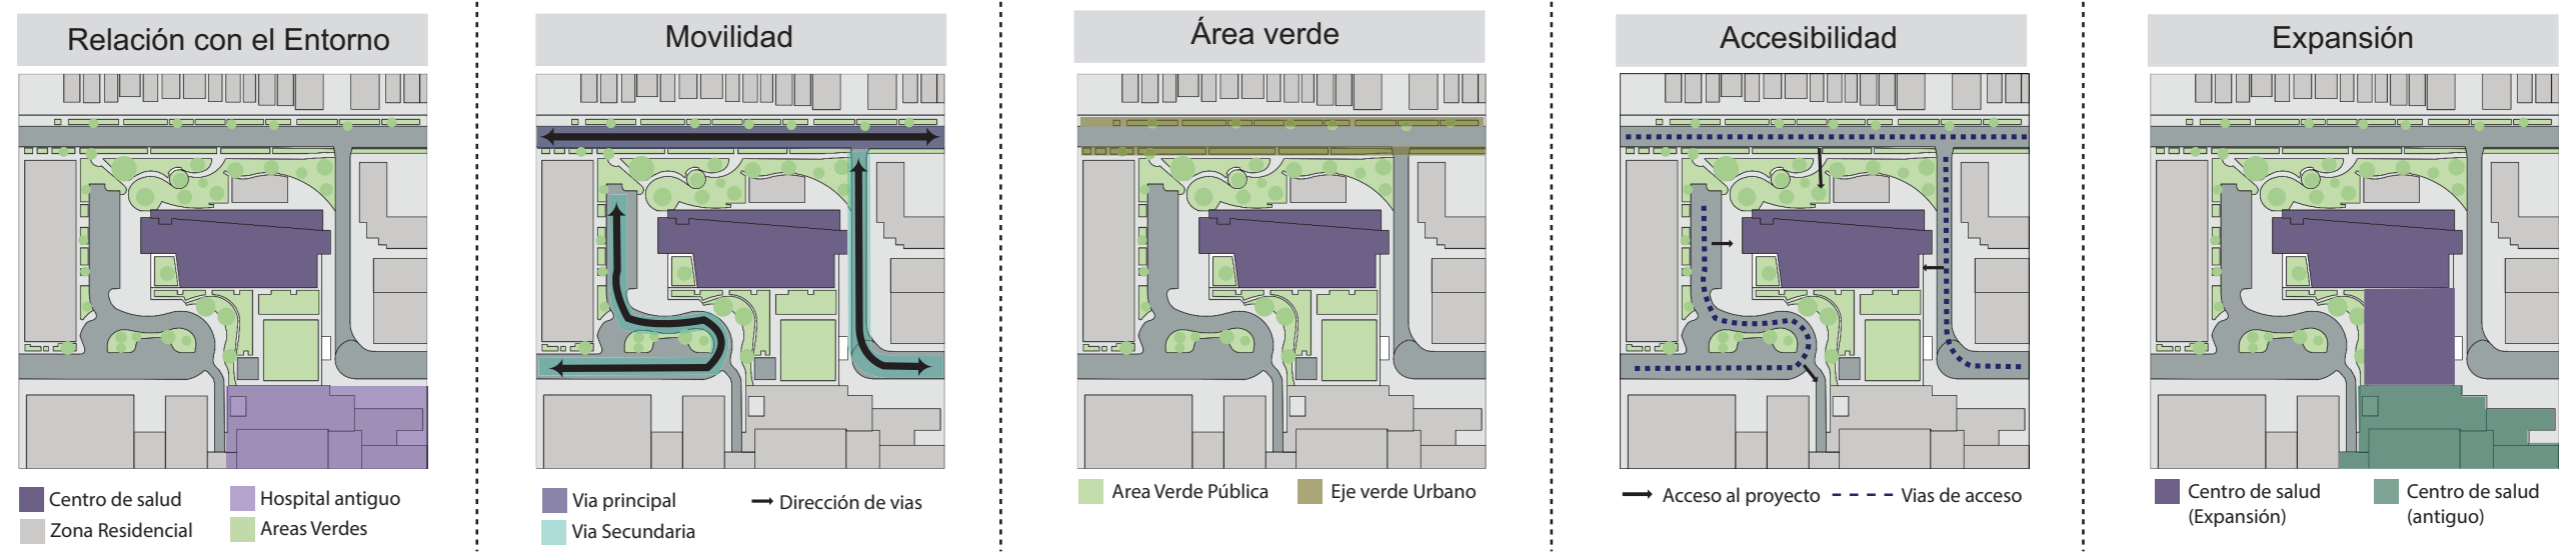 Relación con el Entorno
Movilidad
Área verde
Accesibilidad
Expansión
Centro de salud
Hospital antiguo
Zona Residencial
Areas Verdes
Via principal
Dirección de vias
Via Secundaria
Area Verde Pública
Eje verde Urbano
Acceso al proyecto
Vias de acceso
Centro de salud
(Expansión)
Centro de salud
(antiguo)